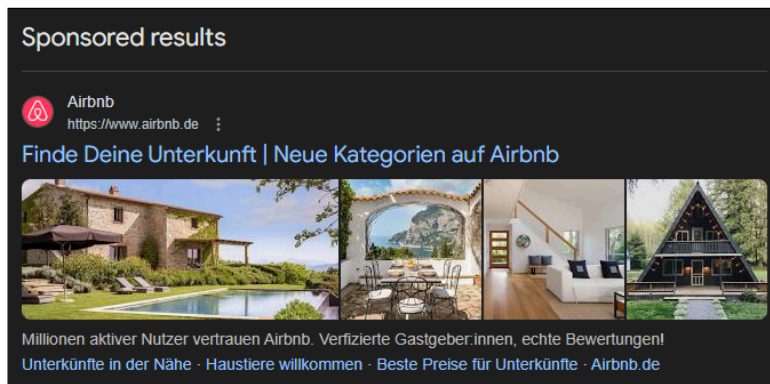 Sponsored results
Airbnb
https://www.airbnb.de
Finde Deine Unterkunft | Neue Kategorien auf Airbnb
Millionen aktiver Nutzer vertrauen Airbnb. Verfizierte Gastgeber:innen, echte Bewertungen!
Unterkünfte in der Nähe · Haustiere willkommen · Beste Preise für Unterkünfte · Airbnb.de